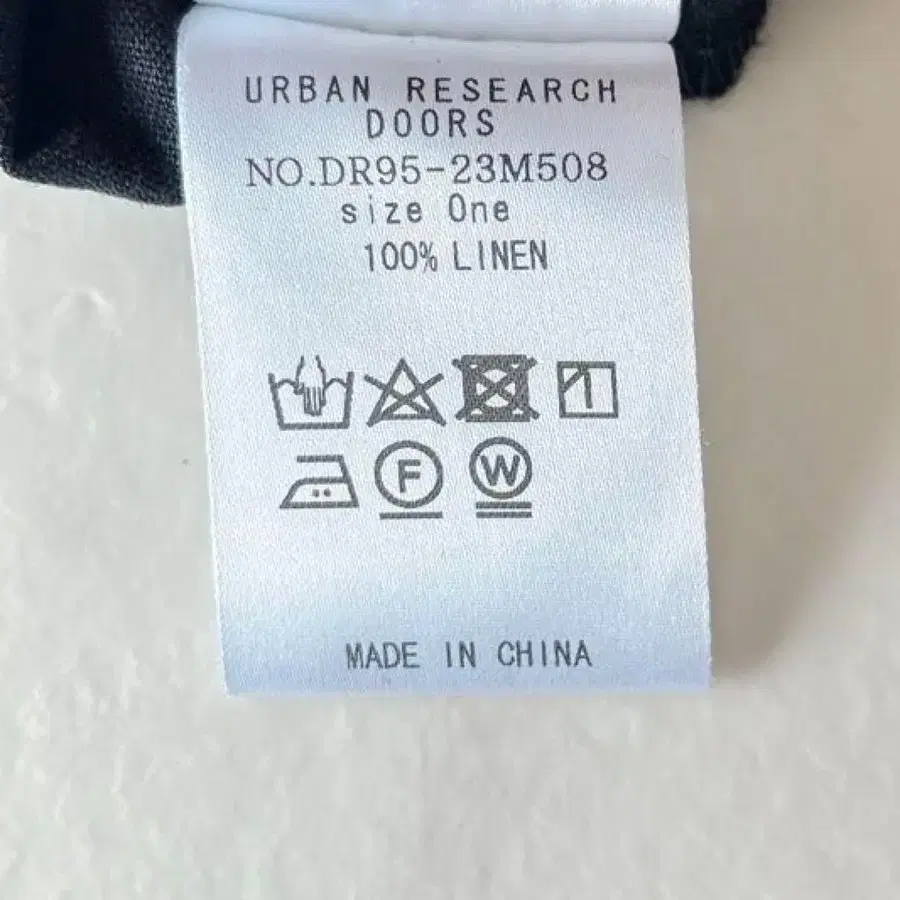 URBAN RESEARCH
DOORS
NO.DR95-23M508
size One
100% LINEN
F W
MADE IN CHINA